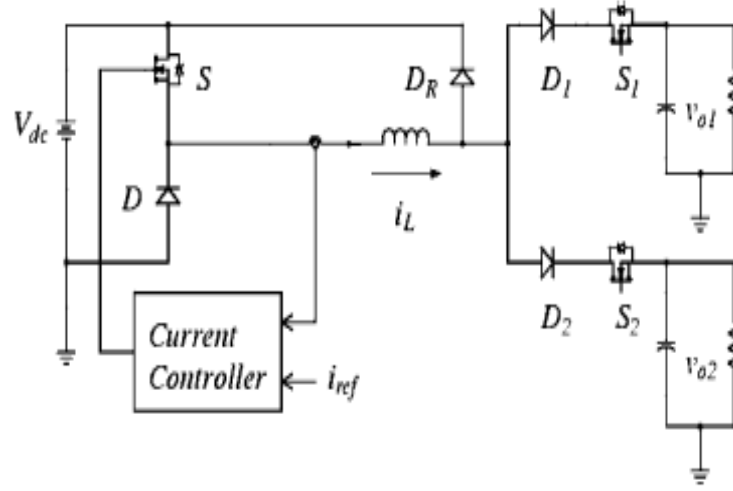 S
D_R
D_1
S_1
V_dc
v_o1
D
i_L
D_2
S_2
Current
Controller
i_ref
v_o2